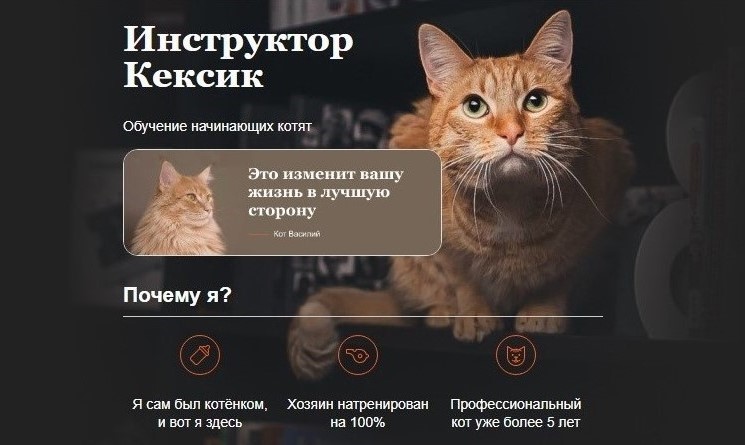 Инструктор
Кексик
Обучение начинающих котят
Это изменит вашу
жизнь в лучшую
сторону
Кот Василий
Почему я?
Я сам был котёнком,
и вот я здесь
Хозяин натренирован
на 100%
Профессиональный
кот уже более 5 лет